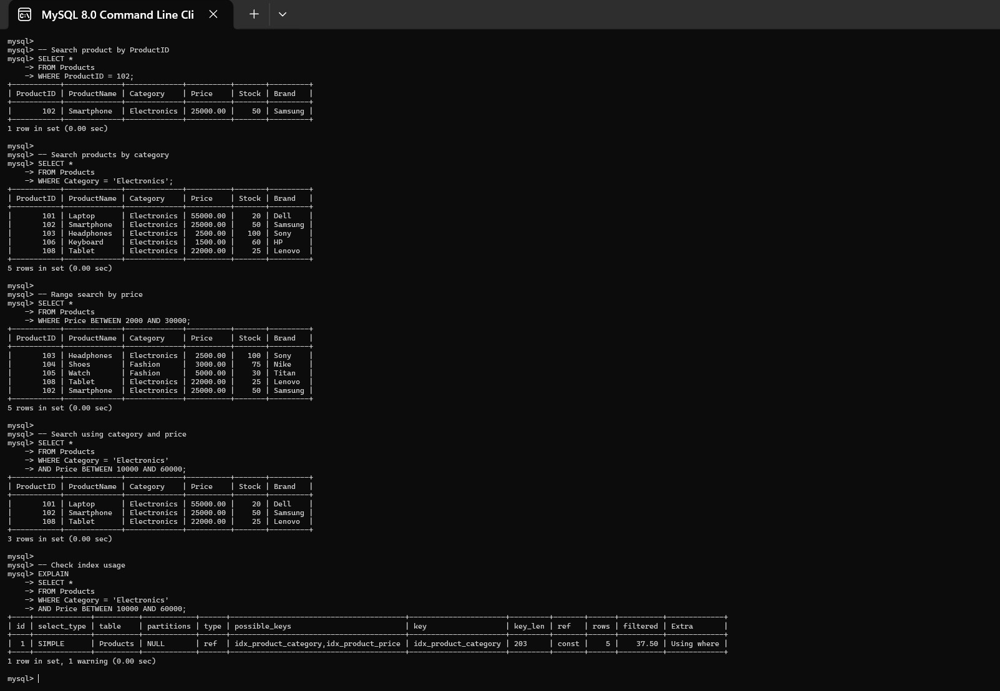 MySQL 8.0 Command Line Cli
mysql>
mysql> -- Search product by ProductID
mysql> SELECT *
    -> FROM Products
    -> WHERE ProductID = 102;
+-----------+-------------+-------------+----------+-------+---------+
| ProductID | ProductName | Category    | Price    | Stock | Brand   |
+-----------+-------------+-------------+----------+-------+---------+
|       102 | Smartphone  | Electronics | 25000.00 |    50 | Samsung |
+-----------+-------------+-------------+----------+-------+---------+
1 row in set (0.00 sec)
mysql>
mysql> -- Search products by category
mysql> SELECT *
    -> FROM Products
    -> WHERE Category = 'Electronics';
+-----------+-------------+-------------+----------+-------+---------+
| ProductID | ProductName | Category    | Price    | Stock | Brand   |
+-----------+-------------+-------------+----------+-------+---------+
|       101 | Laptop      | Electronics | 55000.00 |    20 | Dell    |
|       102 | Smartphone  | Electronics | 25000.00 |    50 | Samsung |
|       103 | Headphones  | Electronics |  2500.00 |   100 | Sony    |
|       106 | Keyboard    | Electronics |  1500.00 |    60 | HP      |
|       108 | Tablet      | Electronics | 22000.00 |    25 | Lenovo  |
+-----------+-------------+-------------+----------+-------+---------+
5 rows in set (0.00 sec)
mysql>
mysql> -- Range search by price
mysql> SELECT *
    -> FROM Products
    -> WHERE Price BETWEEN 2000 AND 30000;
+-----------+-------------+-------------+----------+-------+---------+
| ProductID | ProductName | Category    | Price    | Stock | Brand   |
+-----------+-------------+-------------+----------+-------+---------+
|       103 | Headphones  | Electronics |  2500.00 |   100 | Sony    |
|       104 | Shoes       | Fashion     |  3000.00 |    75 | Nike    |
|       105 | Watch       | Fashion     |  5000.00 |    30 | Titan   |
|       108 | Tablet      | Electronics | 22000.00 |    25 | Lenovo  |
|       102 | Smartphone  | Electronics | 25000.00 |    50 | Samsung |
+-----------+-------------+-------------+----------+-------+---------+
5 rows in set (0.00 sec)
mysql>
mysql> -- Search using category and price
mysql> SELECT *
    -> FROM Products
    -> WHERE Category = 'Electronics'
    -> AND Price BETWEEN 10000 AND 60000;
+-----------+-------------+-------------+----------+-------+---------+
| ProductID | ProductName | Category    | Price    | Stock | Brand   |
+-----------+-------------+-------------+----------+-------+---------+
|       101 | Laptop      | Electronics | 55000.00 |    20 | Dell    |
|       102 | Smartphone  | Electronics | 25000.00 |    50 | Samsung |
|       108 | Tablet      | Electronics | 22000.00 |    25 | Lenovo  |
+-----------+-------------+-------------+----------+-------+---------+
3 rows in set (0.00 sec)
mysql>
mysql> -- Check index usage
mysql> EXPLAIN
    -> SELECT *
    -> FROM Products
    -> WHERE Category = 'Electronics'
    -> AND Price BETWEEN 10000 AND 60000;
+----+-------------+----------+------------+------+----------------------------------------+----------------------+---------+-------+------+----------+-------------+
| id | select_type | table    | partitions | type | possible_keys                          | key                  | key_len | ref   | rows | filtered | Extra       |
+----+-------------+----------+------------+------+----------------------------------------+----------------------+---------+-------+------+----------+-------------+
|  1 | SIMPLE      | Products | NULL       | ref  | idx_product_category,idx_product_price | idx_product_category | 203     | const |    5 |    37.50 | Using where |
+----+-------------+----------+------------+------+----------------------------------------+----------------------+---------+-------+------+----------+-------------+
1 row in set, 1 warning (0.00 sec)
mysql>